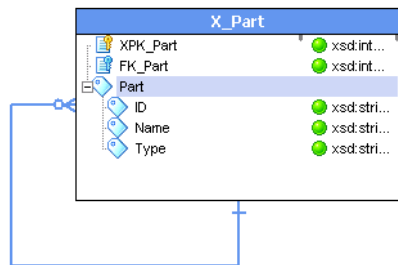 X_Part
XPK_Part xsd:int...
FK_Part xsd:int...
Part
ID xsd:stri...
Name xsd:stri...
Type xsd:stri...